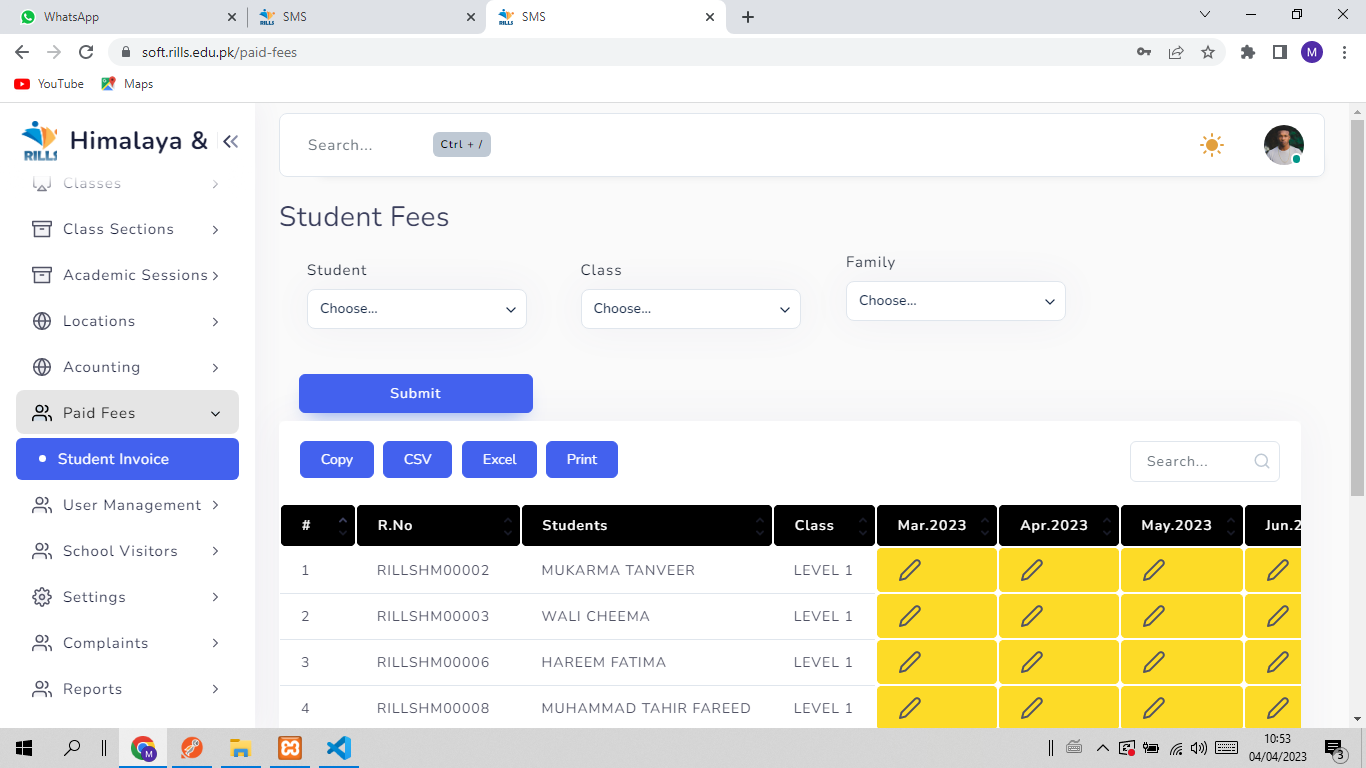 WhatsApp
SMS
SMS
soft.rills.edu.pk/paid-fees
M
YouTube
Maps
RILLS
Himalaya &
Classes
Class Sections
Academic Sessions
Locations
Acounting
Paid Fees
Student Invoice
User Management
School Visitors
Settings
Complaints
Reports
Search...
Ctrl + /
Student Fees
Student
Class
Family
Choose...
Choose...
Choose...
Submit
Copy
CSV
Excel
Print
Search...
# R.No Students Class Mar.2023 Apr.2023 May.2023 Jun.2
1 RILLSHM00002 MUKARMA TANVEER LEVEL 1
2 RILLSHM00003 WALI CHEEMA LEVEL 1
3 RILLSHM00006 HAREEM FATIMA LEVEL 1
4 RILLSHM00008 MUHAMMAD TAHIR FAREED LEVEL 1
M
10:53
04/04/2023
3